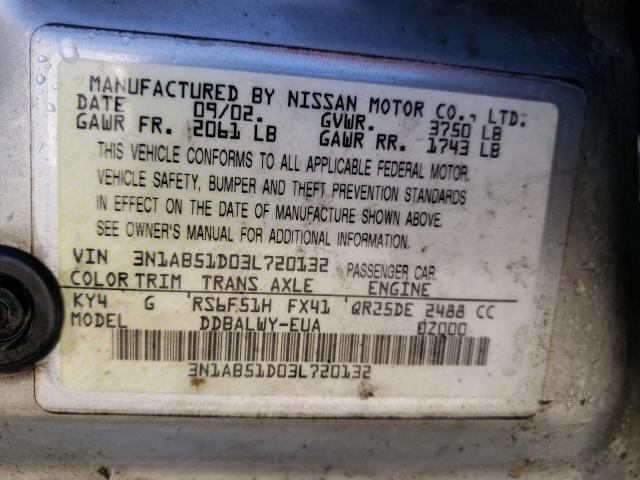 MANUFACTURED BY NISSAN MOTOR CO., LTD.
DATE 09/02. GVWR. 3750 LB
GAWR FR. 2061 LB GAWR RR. 1743 LB
THIS VEHICLE CONFORMS TO ALL APPLICABLE FEDERAL MOTOR
VEHICLE SAFETY, BUMPER AND THEFT PREVENTION STANDARDS
IN EFFECT ON THE DATE OF MANUFACTURE SHOWN ABOVE.
SEE OWNER'S MANUAL FOR ADDITIONAL INFORMATION.
VIN 3N1AB51D03L720132 PASSENGER CAR
COLOR TRIM TRANS AXLE ENGINE
KY4 G RS6F51H FX41 QR25DE 2488 CC
MODEL DDBALWY-EUA 0Z000
3N1AB51D03L720132